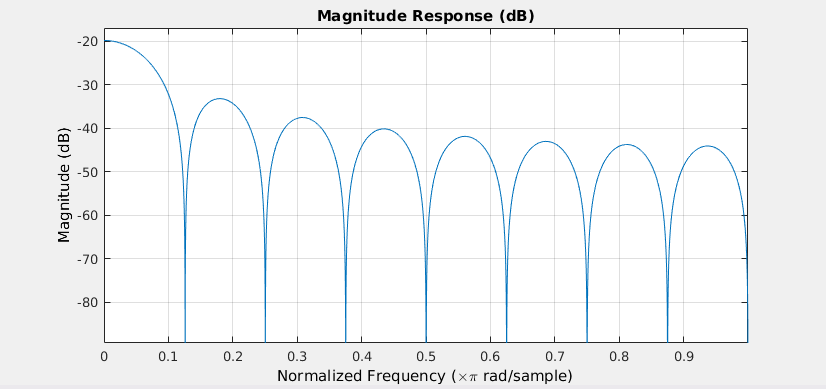 Magnitude Response (dB)
Magnitude (dB)
-20
-30
-40
-50
-60
-70
-80
0 0.1 0.2 0.3 0.4 0.5 0.6 0.7 0.8 0.9
Normalized Frequency (×π rad/sample)